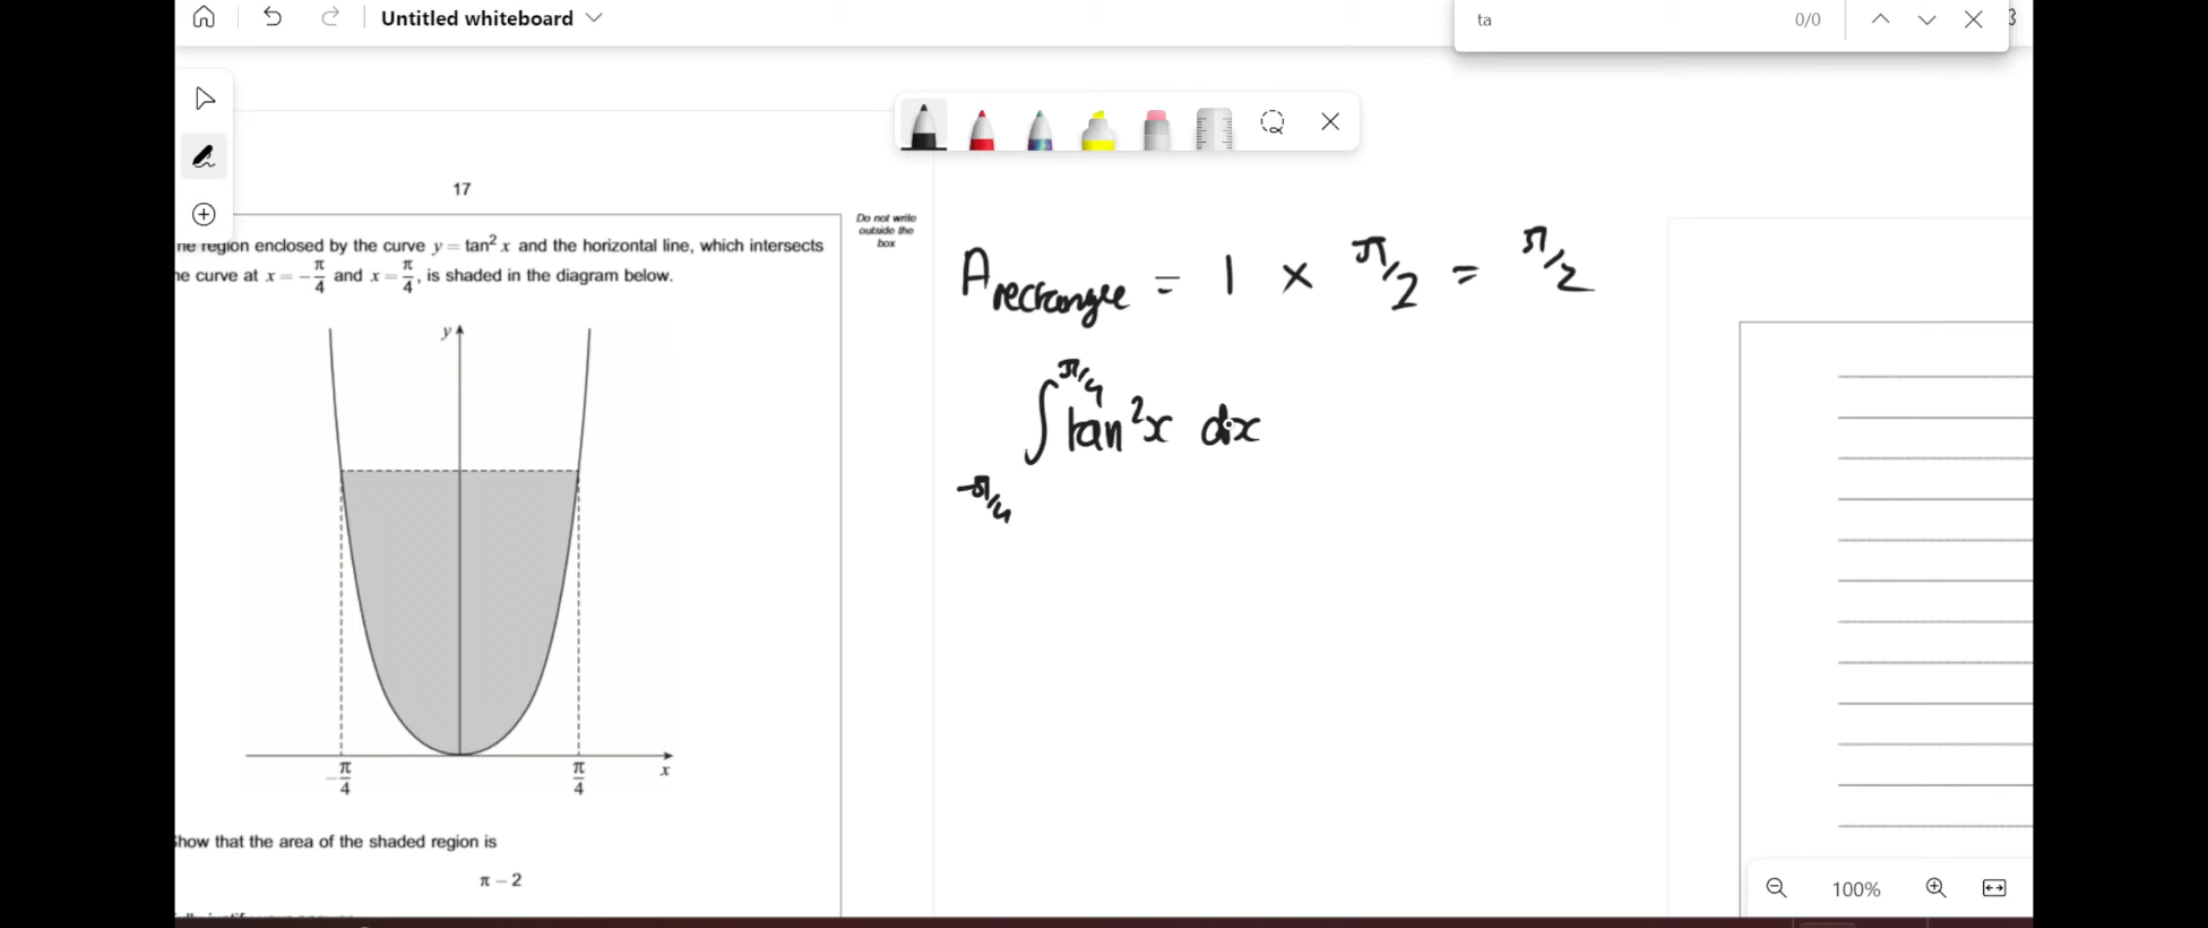 Untitled whiteboard
ta
0/0
17
Do not write
outside the
box
he region enclosed by the curve y = tan² x and the horizontal line, which intersects
he curve at x = −π/4 and x = π/4, is shaded in the diagram below.
y
−π/4
π/4
x
Show that the area of the shaded region is
π − 2
A rectangle = 1 × π/2 = π/2
∫ π/4 −π/4 tan²x dx
100%